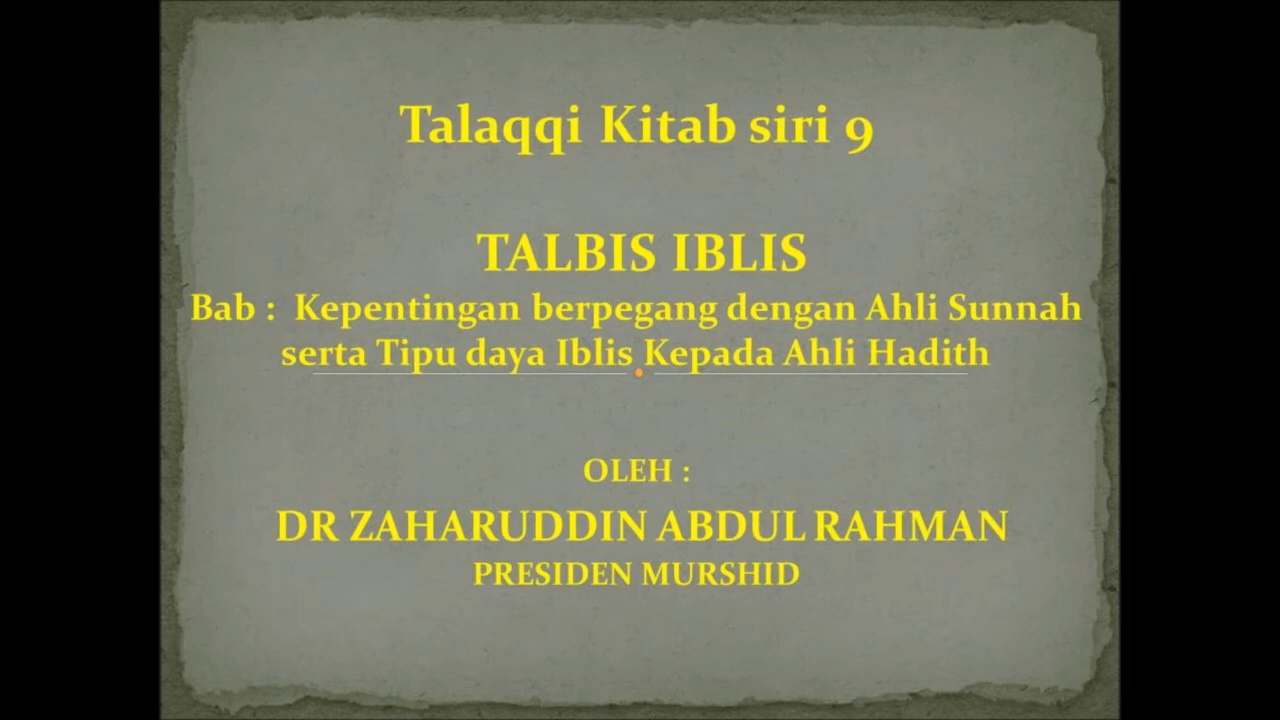 Talaqqi Kitab siri 9
TALBIS IBLIS
Bab : Kepentingan berpegang dengan Ahli Sunnah
serta Tipu daya Iblis Kepada Ahli Hadith
OLEH :
DR ZAHARUDDIN ABDUL RAHMAN
PRESIDEN MURSHID